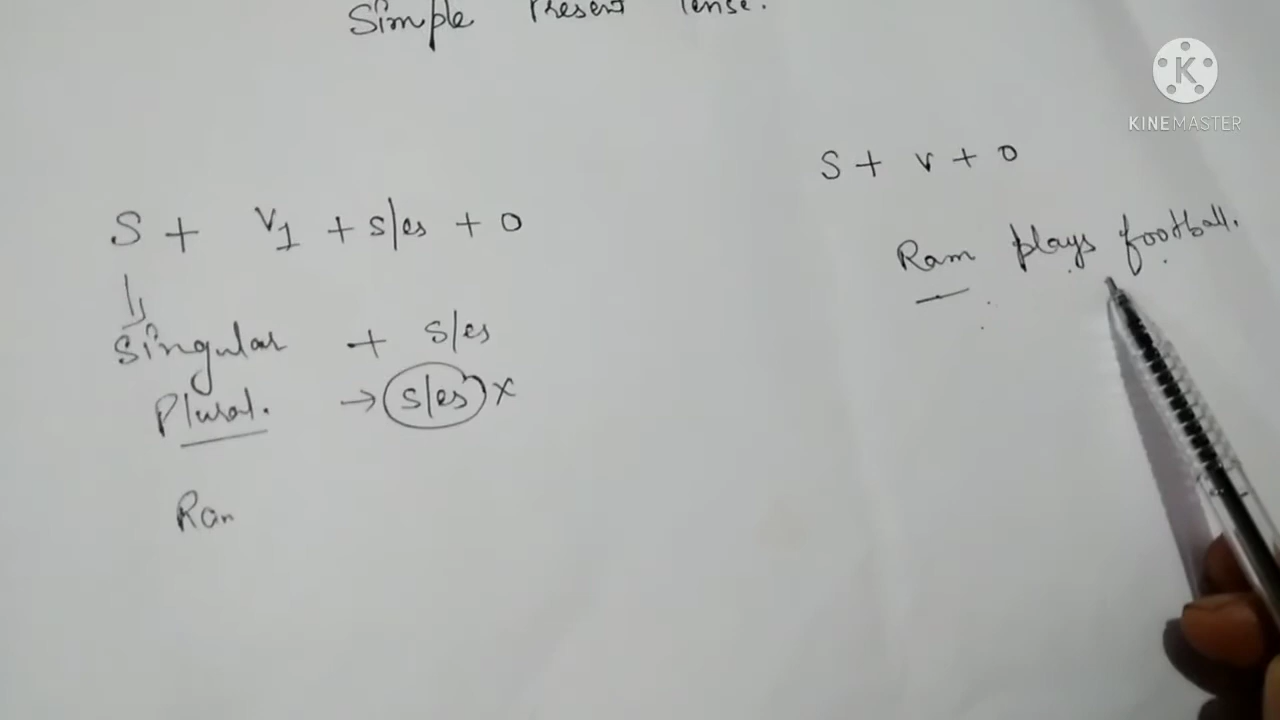 Simple Present Tense.
KINEMASTER
S + V + O
S + V1 + s/es + O
Ram plays football.
Singular + s/es
Plural. → s/es ×
Ram